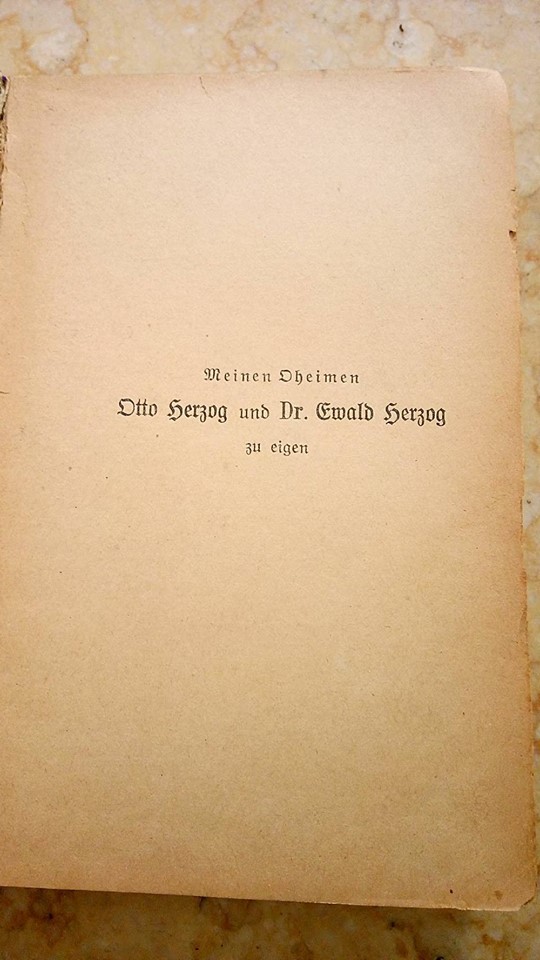 Meinen Oheimen
Otto Herzog und Dr. Ewald Herzog
zu eigen